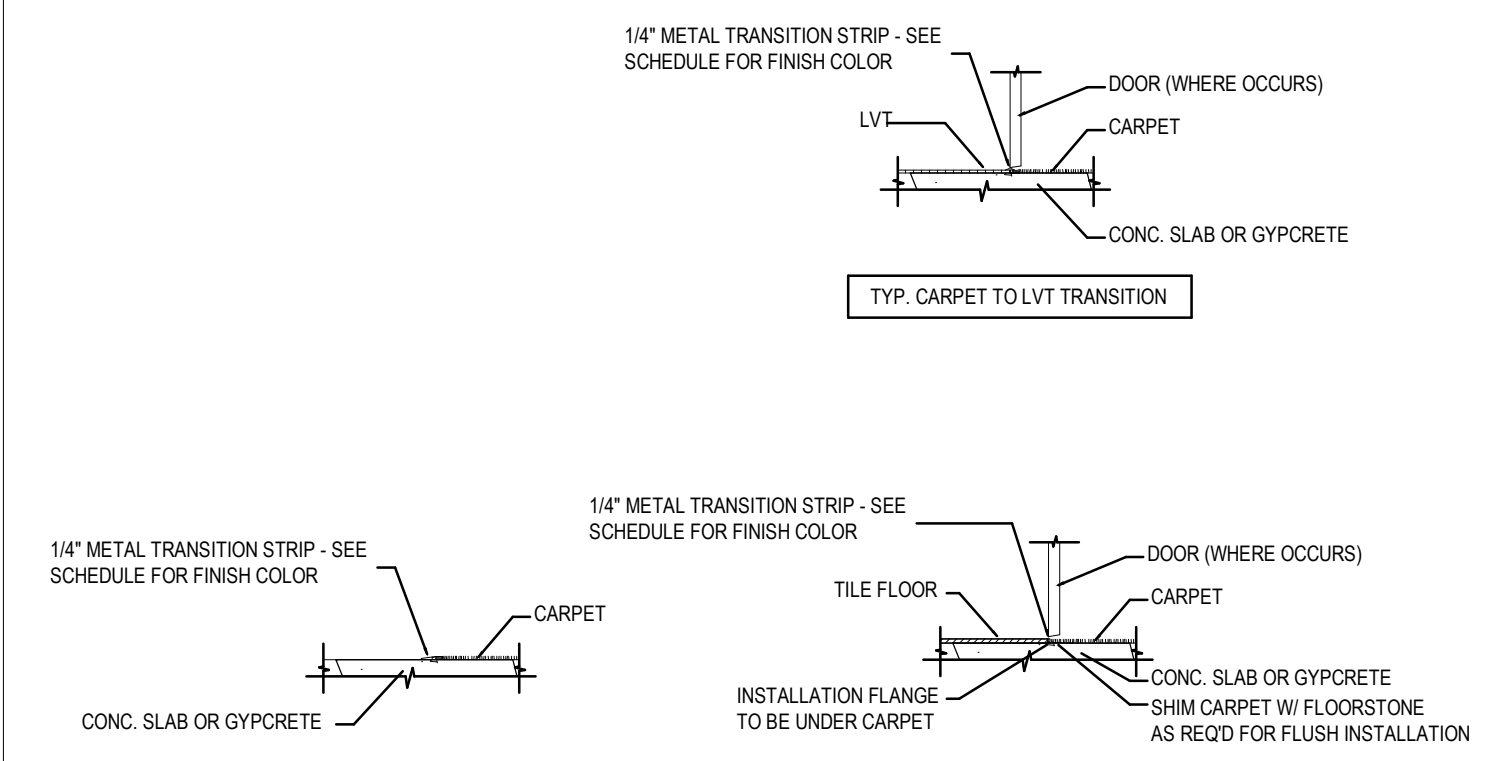 1/4" METAL TRANSITION STRIP - SEE
SCHEDULE FOR FINISH COLOR
DOOR (WHERE OCCURS)
LVT
CARPET
CONC. SLAB OR GYPCRETE
TYP. CARPET TO LVT TRANSITION
1/4" METAL TRANSITION STRIP - SEE
SCHEDULE FOR FINISH COLOR
CARPET
CONC. SLAB OR GYPCRETE
1/4" METAL TRANSITION STRIP - SEE
SCHEDULE FOR FINISH COLOR
DOOR (WHERE OCCURS)
TILE FLOOR
CARPET
INSTALLATION FLANGE
TO BE UNDER CARPET
CONC. SLAB OR GYPCRETE
SHIM CARPET W/ FLOORSTONE
AS REQ'D FOR FLUSH INSTALLATION